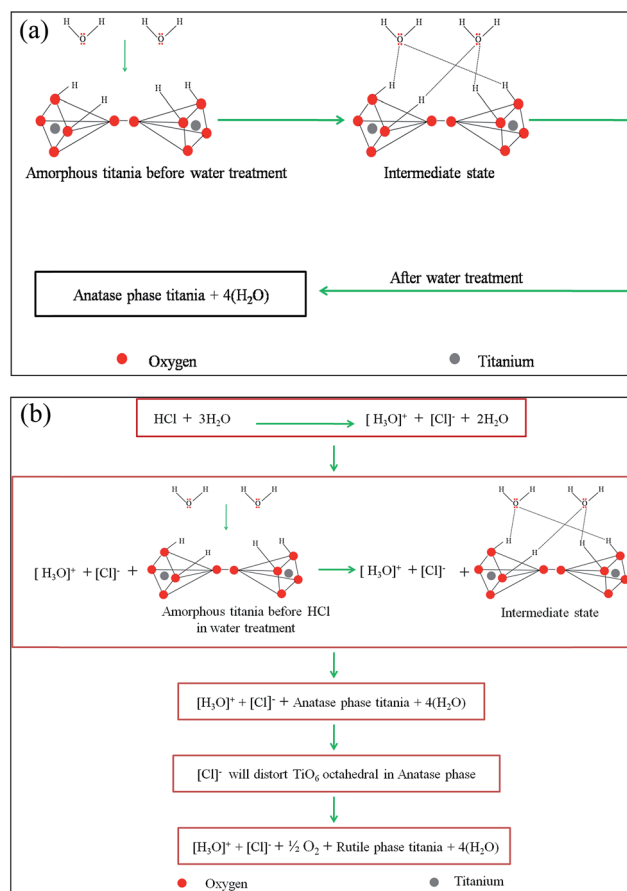 (a)
H H H H
O O
H H H H
Amorphous titania before water treatment
H H H H
O O
H H H H
Intermediate state
After water treatment
Anatase phase titania + 4(H₂O)
Oxygen Titanium
(b)
HCl + 3H₂O [ H₃O]⁺ + [Cl]⁻ + 2H₂O
H H H H
O O
H H H H
[ H₃O]⁺ + [Cl]⁻ +
Amorphous titania before HCl
in water treatment
[ H₃O]⁺ + [Cl]⁻ +
H H H H
O O
H H H H
Intermediate state
[H₃O]⁺ + [Cl]⁻ + Anatase phase titania + 4(H₂O)
[Cl]⁻ will distort TiO₆ octahedral in Anatase phase
[H₃O]⁺ + [Cl]⁻ + ½ O₂ + Rutile phase titania + 4(H₂O)
Oxygen Titanium